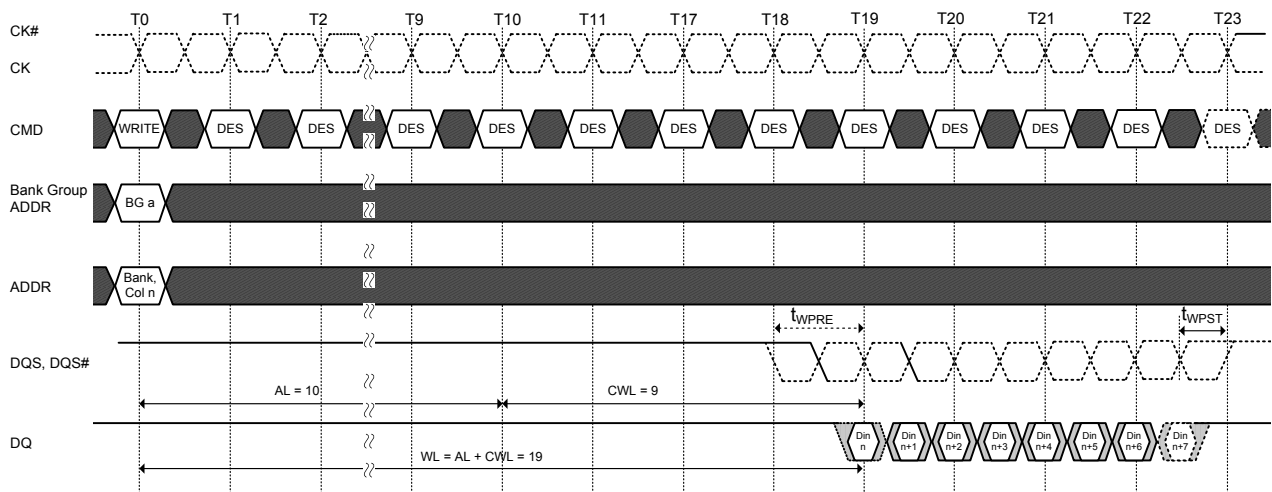 T0 T1 T2 T9 T10 T11 T17 T18 T19 T20 T21 T22 T23
CK#
CK
CMD
WRITE DES DES DES DES DES DES DES DES DES DES DES DES
Bank Group
ADDR
BG a
ADDR
Bank,
Col n
tWPRE
tWPST
DQS, DQS#
AL = 10
CWL = 9
DQ
Din
n
Din
n+1
Din
n+2
Din
n+3
Din
n+4
Din
n+5
Din
n+6
Din
n+7
WL = AL + CWL = 19